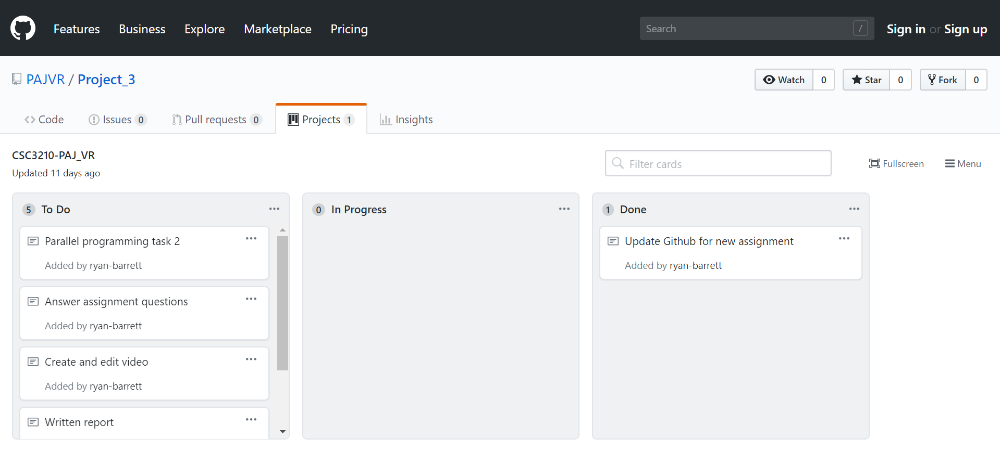 Features Business Explore Marketplace Pricing Search / Sign in or Sign up
PAJVR / Project_3 Watch 0 Star 0 Fork 0
Code Issues 0 Pull requests 0 Projects 1 Insights
CSC3210-PAJ_VR
Updated 11 days ago
Filter cards Fullscreen Menu
5 To Do
Parallel programming task 2
Added by ryan-barrett
Answer assignment questions
Added by ryan-barrett
Create and edit video
Added by ryan-barrett
Written report
0 In Progress
1 Done
Update Github for new assignment
Added by ryan-barrett